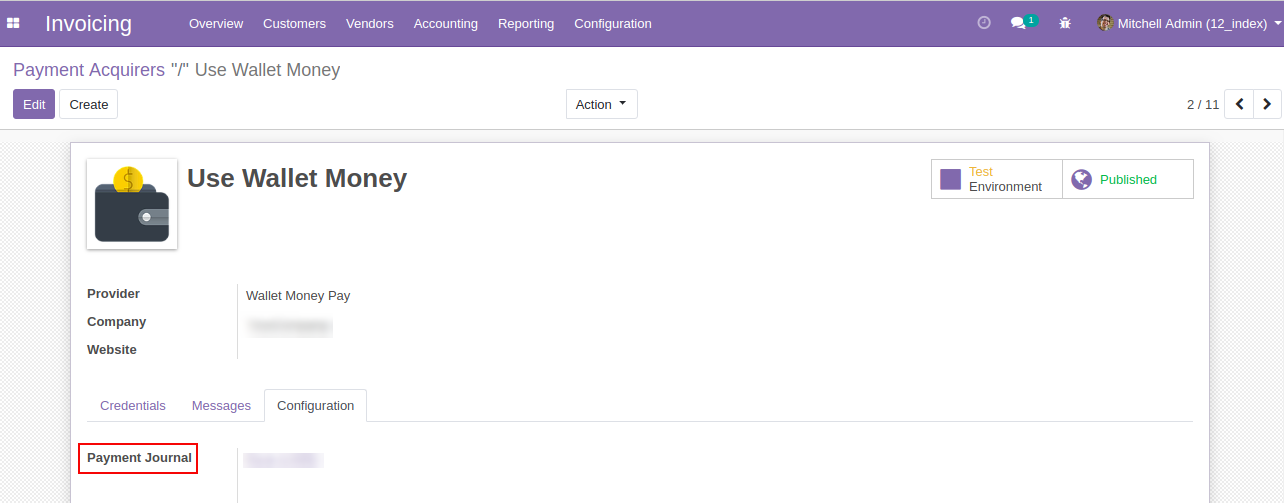 Invoicing Overview Customers Vendors Accounting Reporting Configuration 1 Mitchell Admin (12_index)
Payment Acquirers "/" Use Wallet Money
Edit Create Action 2 / 11
Use Wallet Money
Test
Environment
Published
Provider Wallet Money Pay
Company
Website
Credentials Messages Configuration
Payment Journal